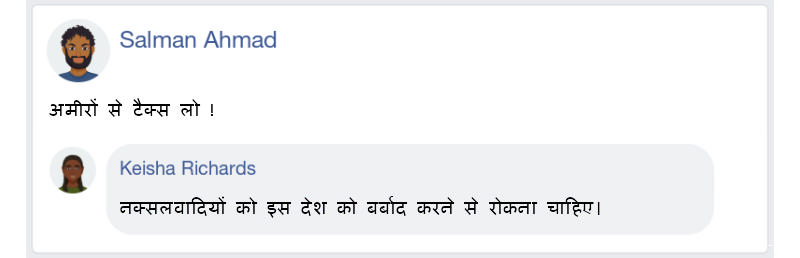 Salman Ahmad
अमीरों से टैक्स लो !
Keisha Richards
नक्सलवादियों को इस देश को बर्बाद करने से रोकना चाहिए।